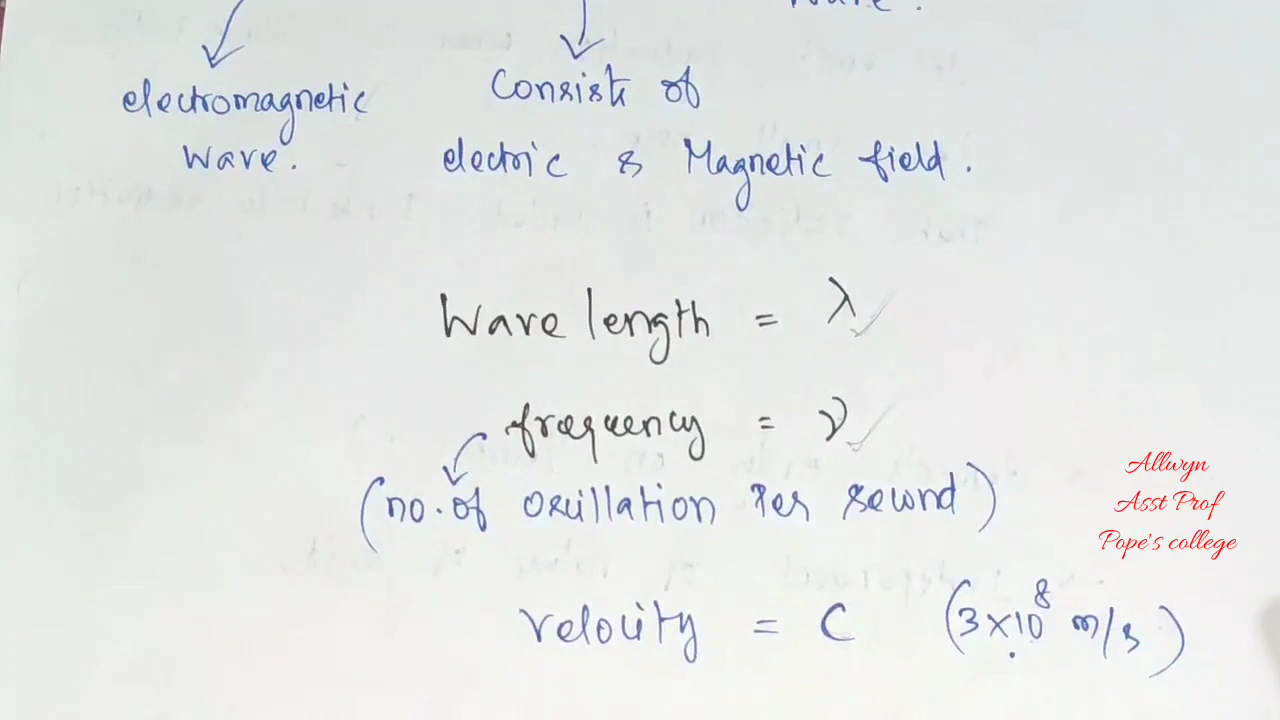 wave.
electromagnetic
wave.
Consists of
electric & Magnetic field.
Wavelength = λ
frequency = ν
(no. of oscillation per second)
velocity = C (3×10⁸ m/s)
Allwyn
Asst Prof
Pope's college